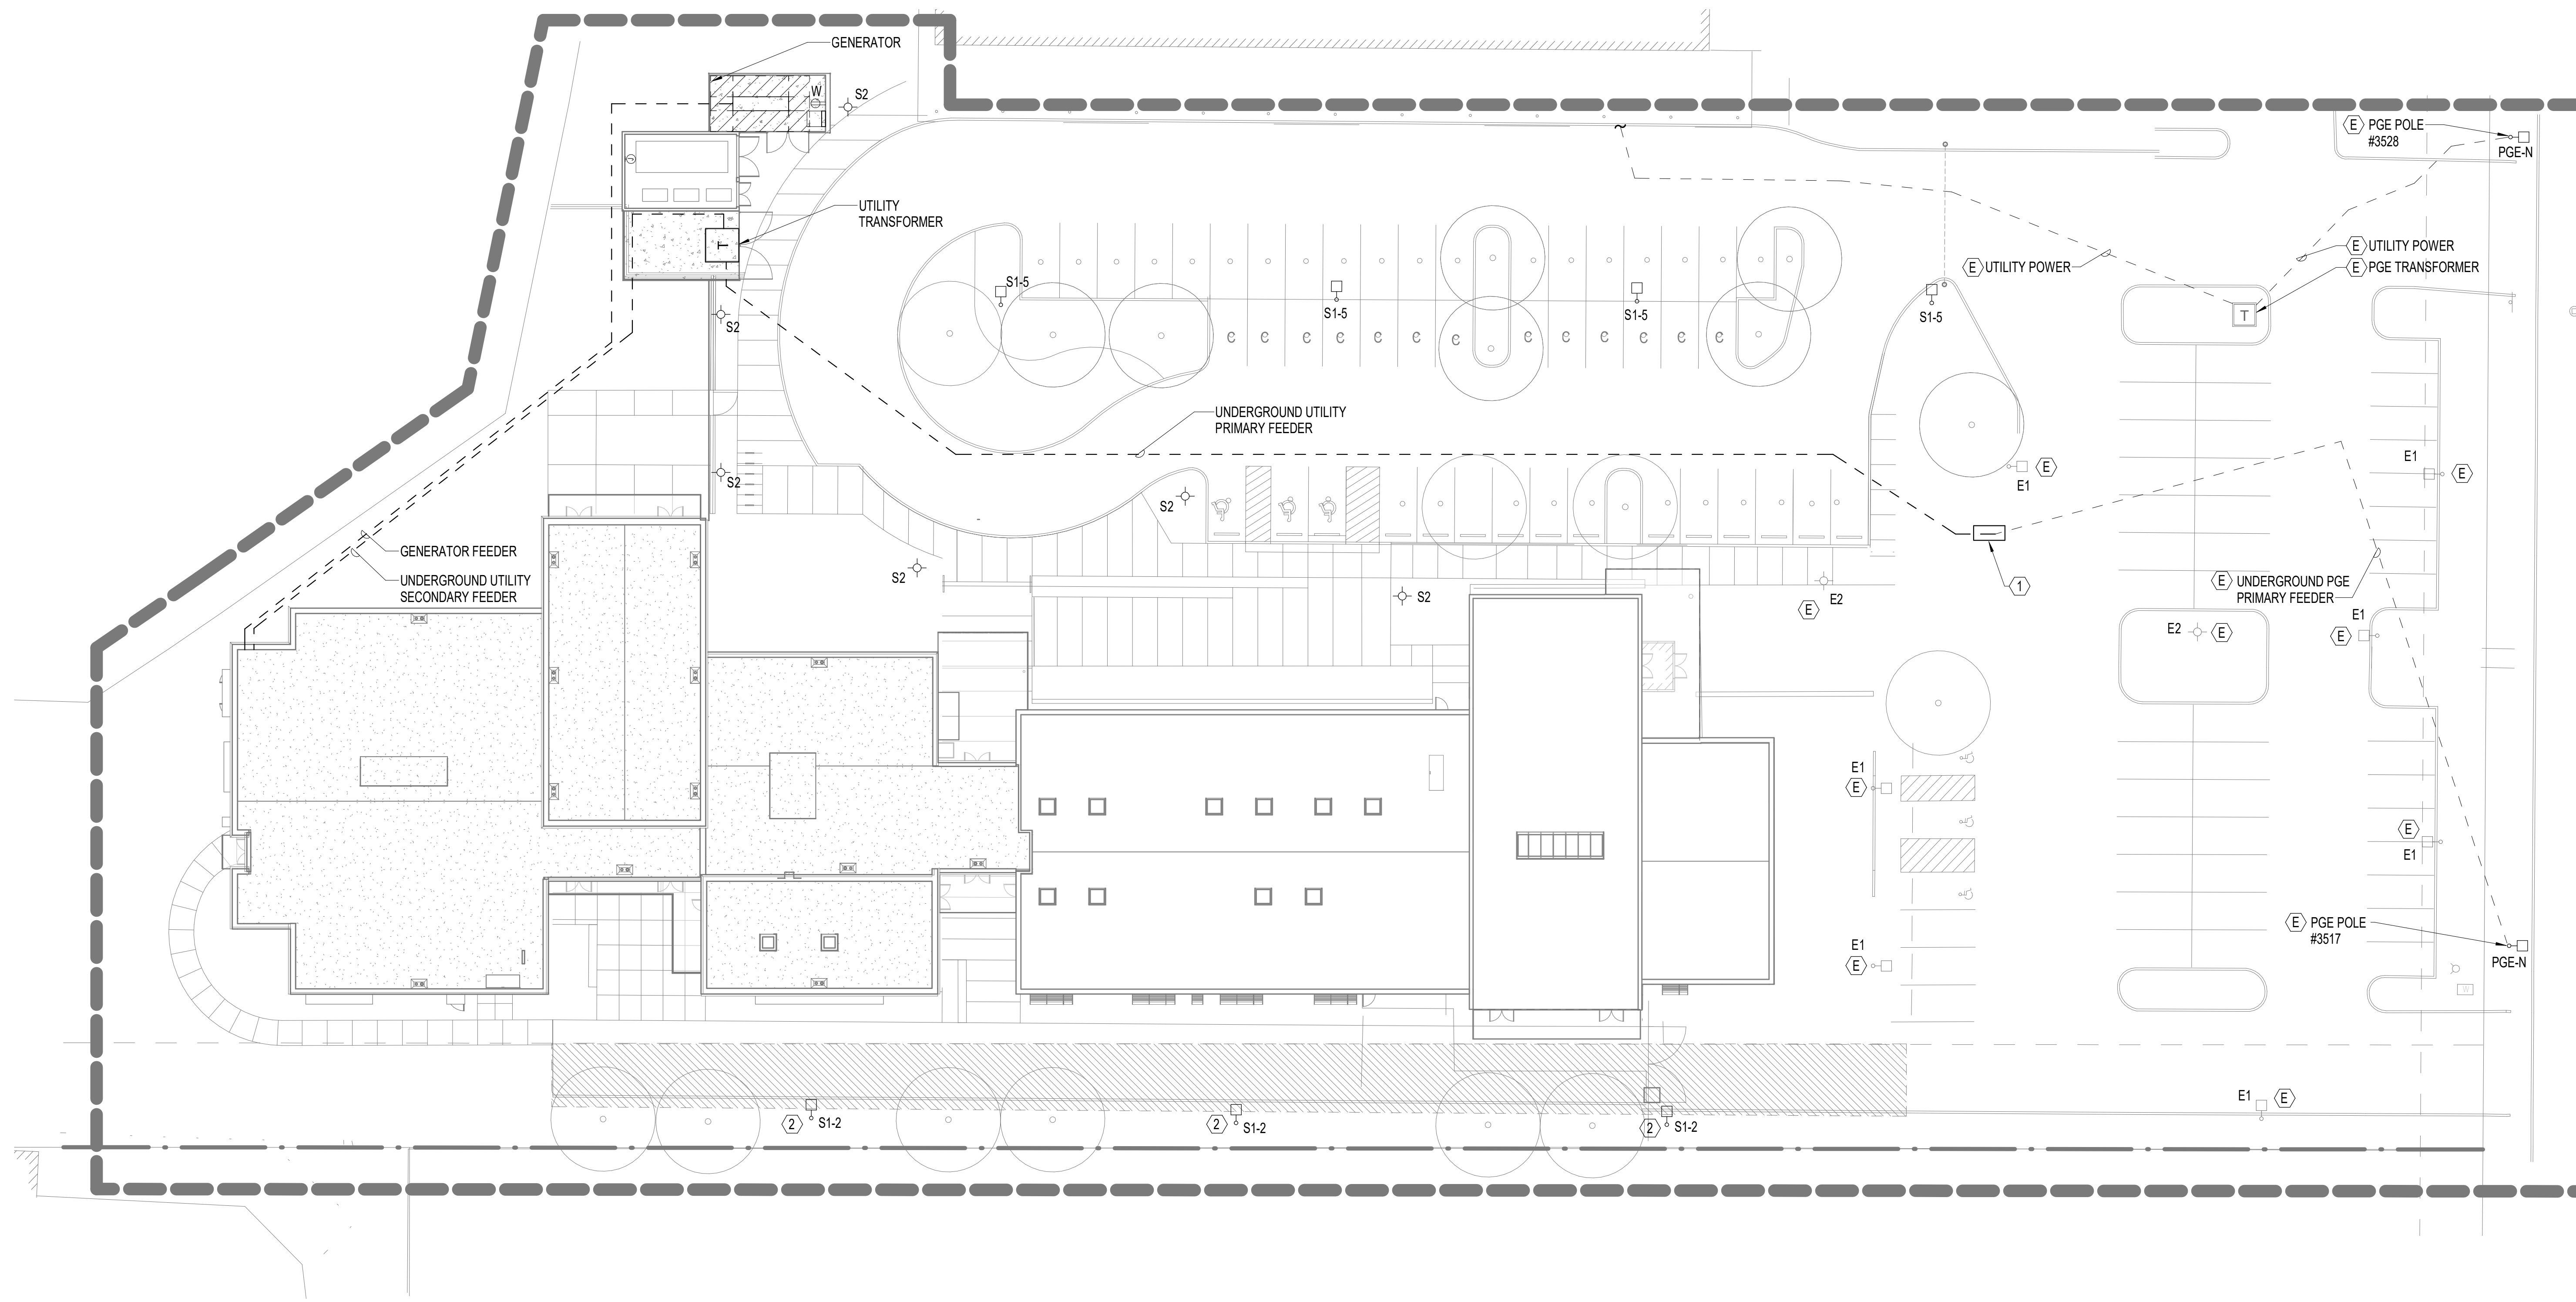 GENERATOR
W
S2
E
PGE POLE
#3528
PGE-N
UTILITY
TRANSFORMER
T
E
UTILITY POWER
E
UTILITY POWER
E
PGE TRANSFORMER
T
S1-5
S1-5
S1-5
S1-5
S2
C
C
C
C
C
C
C
C
C
C
C
C
C
C
UNDERGROUND UTILITY
PRIMARY FEEDER
E1
E
E1
E
S2
S2
GENERATOR FEEDER
UNDERGROUND UTILITY
SECONDARY FEEDER
S2
S2
E
E2
1
E
UNDERGROUND PGE
PRIMARY FEEDER
E1
E
E2
E
E1
E
E
E1
E
PGE POLE
#3517
PGE-N
E1
E
W
2
S1-2
2
S1-2
2
S1-2
E1
E